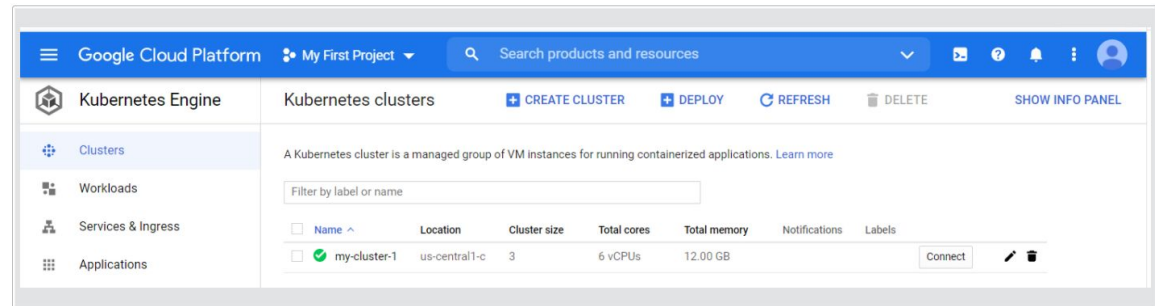 Google Cloud Platform My First Project Search products and resources
Kubernetes Engine Kubernetes clusters CREATE CLUSTER DEPLOY REFRESH DELETE SHOW INFO PANEL
Clusters
A Kubernetes cluster is a managed group of VM instances for running containerized applications. Learn more
Workloads
Filter by label or name
Services & Ingress
Name Location Cluster size Total cores Total memory Notifications Labels
my-cluster-1 us-central1-c 3 6 vCPUs 12.00 GB Connect
Applications